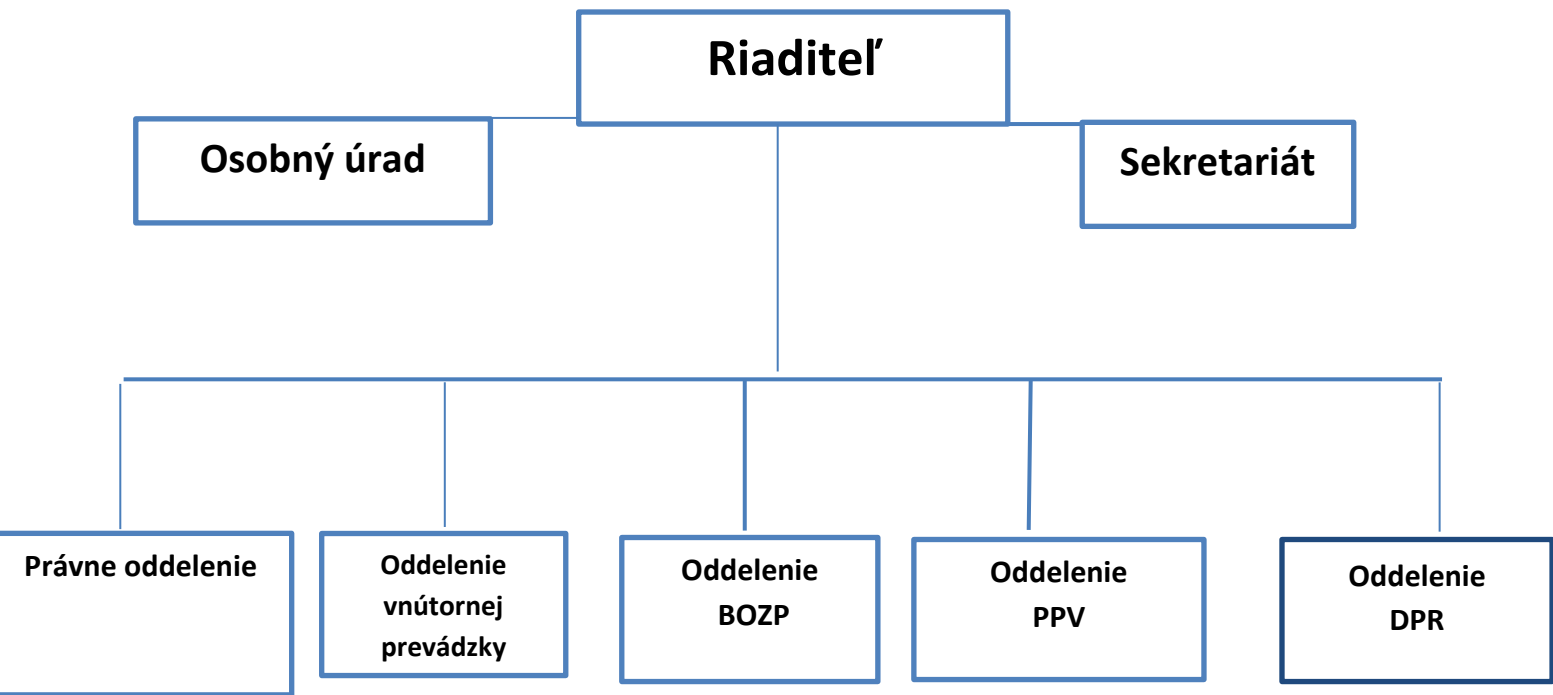 Riaditeľ
Osobný úrad
Sekretariát
Právne oddelenie
Oddelenie
vnútornej
prevádzky
Oddelenie
BOZP
Oddelenie
PPV
Oddelenie
DPR